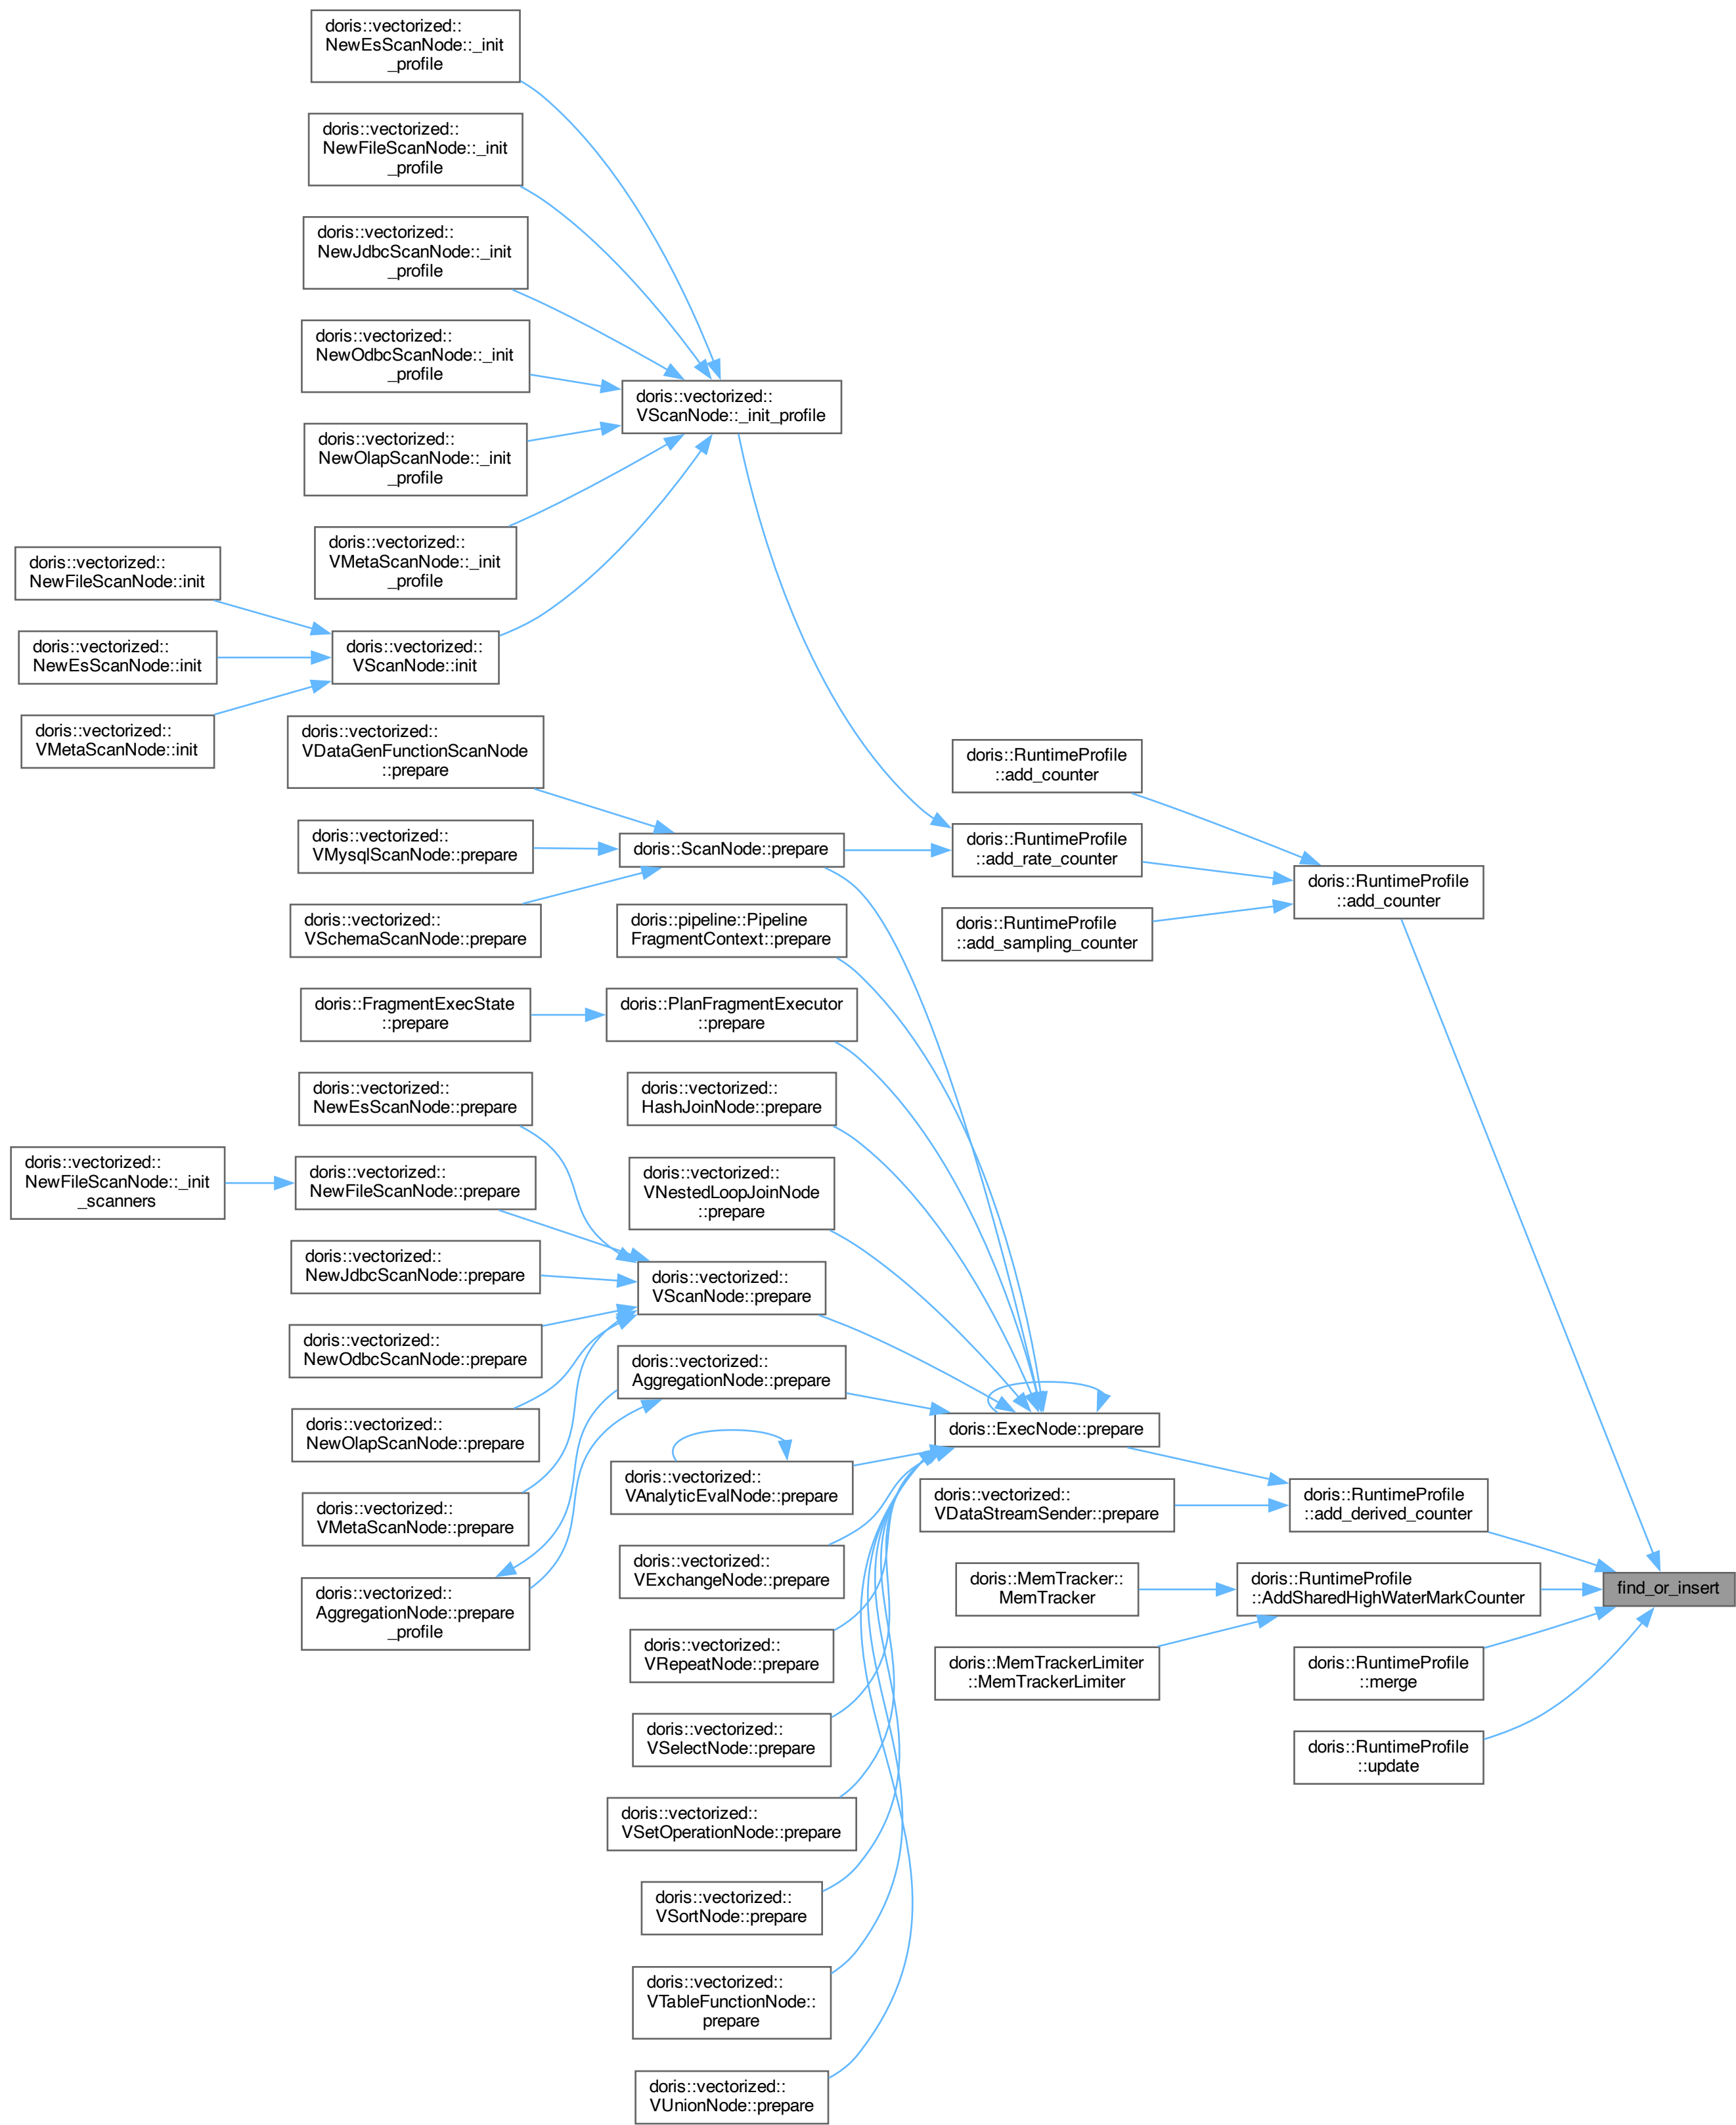 doris::vectorized::
NewEsScanNode::_init
_profile
doris::vectorized::
NewFileScanNode::_init
_profile
doris::vectorized::
NewJdbcScanNode::_init
_profile
doris::vectorized::
NewOdbcScanNode::_init
_profile
doris::vectorized::
VScanNode::_init_profile
doris::vectorized::
NewOlapScanNode::_init
_profile
doris::vectorized::
VMetaScanNode::_init
_profile
doris::vectorized::
NewFileScanNode::init
doris::vectorized::
NewEsScanNode::init
doris::vectorized::
VScanNode::init
doris::vectorized::
VMetaScanNode::init
doris::vectorized::
VDataGenFunctionScanNode
::prepare
doris::RuntimeProfile
::add_counter
doris::vectorized::
VMysqlScanNode::prepare
doris::ScanNode::prepare
doris::RuntimeProfile
::add_rate_counter
doris::RuntimeProfile
::add_counter
doris::vectorized::
VSchemaScanNode::prepare
doris::pipeline::Pipeline
FragmentContext::prepare
doris::RuntimeProfile
::add_sampling_counter
doris::FragmentExecState
::prepare
doris::PlanFragmentExecutor
::prepare
doris::vectorized::
NewEsScanNode::prepare
doris::vectorized::
HashJoinNode::prepare
doris::vectorized::
NewFileScanNode::_init
_scanners
doris::vectorized::
NewFileScanNode::prepare
doris::vectorized::
VNestedLoopJoinNode
::prepare
doris::vectorized::
NewJdbcScanNode::prepare
doris::vectorized::
VScanNode::prepare
doris::vectorized::
NewOdbcScanNode::prepare
doris::vectorized::
AggregationNode::prepare
doris::vectorized::
NewOlapScanNode::prepare
doris::ExecNode::prepare
doris::vectorized::
VAnalyticEvalNode::prepare
doris::vectorized::
VDataStreamSender::prepare
doris::RuntimeProfile
::add_derived_counter
doris::vectorized::
VMetaScanNode::prepare
doris::vectorized::
VExchangeNode::prepare
doris::MemTracker::
MemTracker
doris::RuntimeProfile
::AddSharedHighWaterMarkCounter
find_or_insert
doris::vectorized::
AggregationNode::prepare
_profile
doris::vectorized::
VRepeatNode::prepare
doris::MemTrackerLimiter
::MemTrackerLimiter
doris::RuntimeProfile
::merge
doris::vectorized::
VSelectNode::prepare
doris::RuntimeProfile
::update
doris::vectorized::
VSetOperationNode::prepare
doris::vectorized::
VSortNode::prepare
doris::vectorized::
VTableFunctionNode::
prepare
doris::vectorized::
VUnionNode::prepare